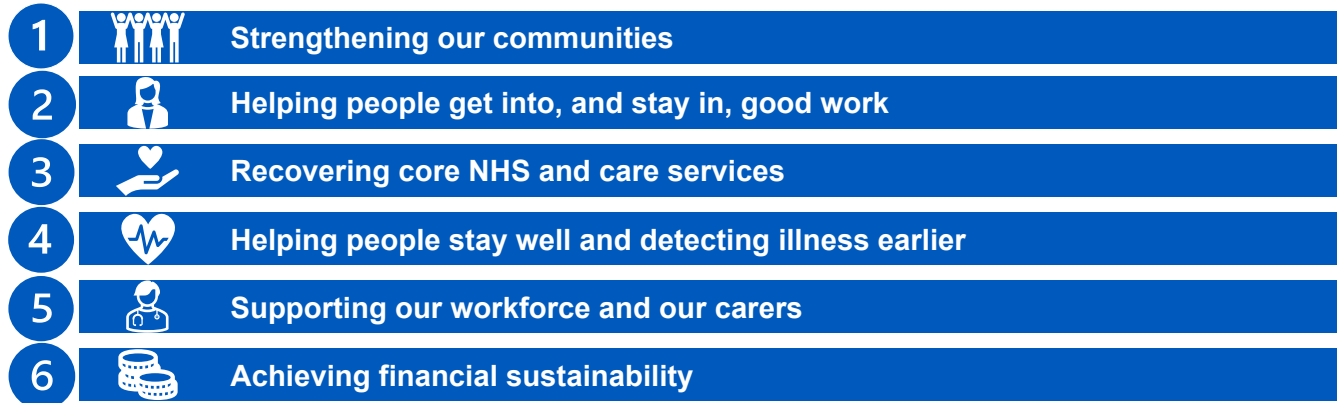 1 Strengthening our communities
2 Helping people get into, and stay in, good work
3 Recovering core NHS and care services
4 Helping people stay well and detecting illness earlier
5 Supporting our workforce and our carers
6 Achieving financial sustainability